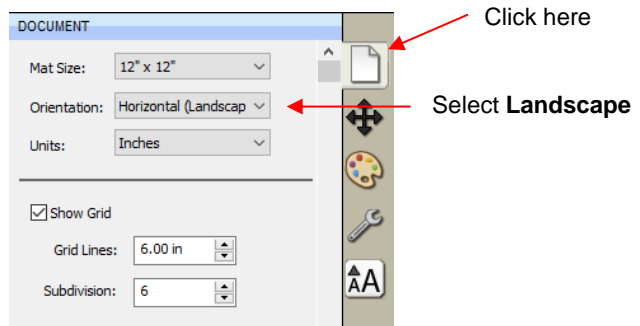 Click here
DOCUMENT
Mat Size: 12" x 12"
Orientation: Horizontal (Landscap
Select Landscape
Units: Inches
Show Grid
Grid Lines: 6.00 in
Subdivision: 6
AA